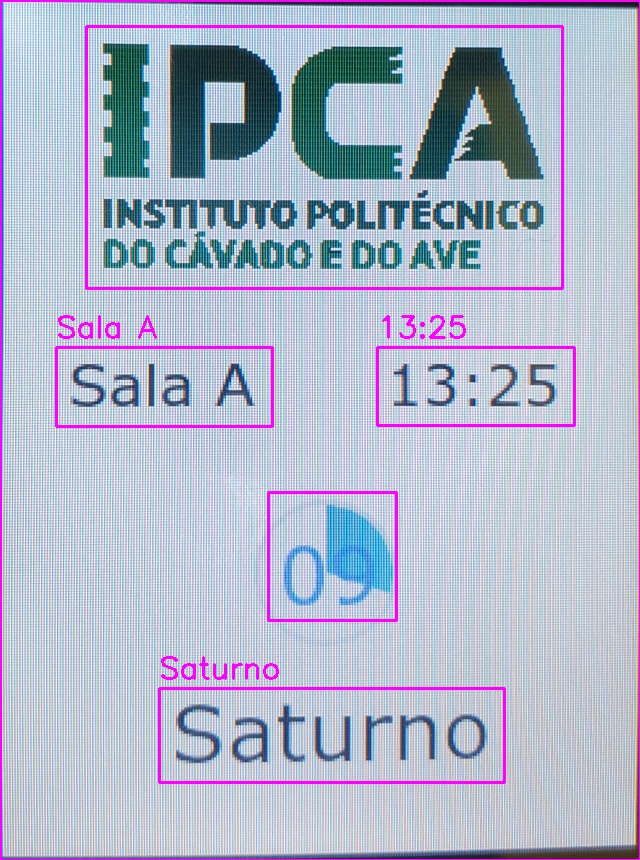 IPCA
INSTITUTO POLITÉCNICO
DO CÁVADO E DO AVE
Sala A 13:25
Sala A 13:25
09
Saturno
Saturno